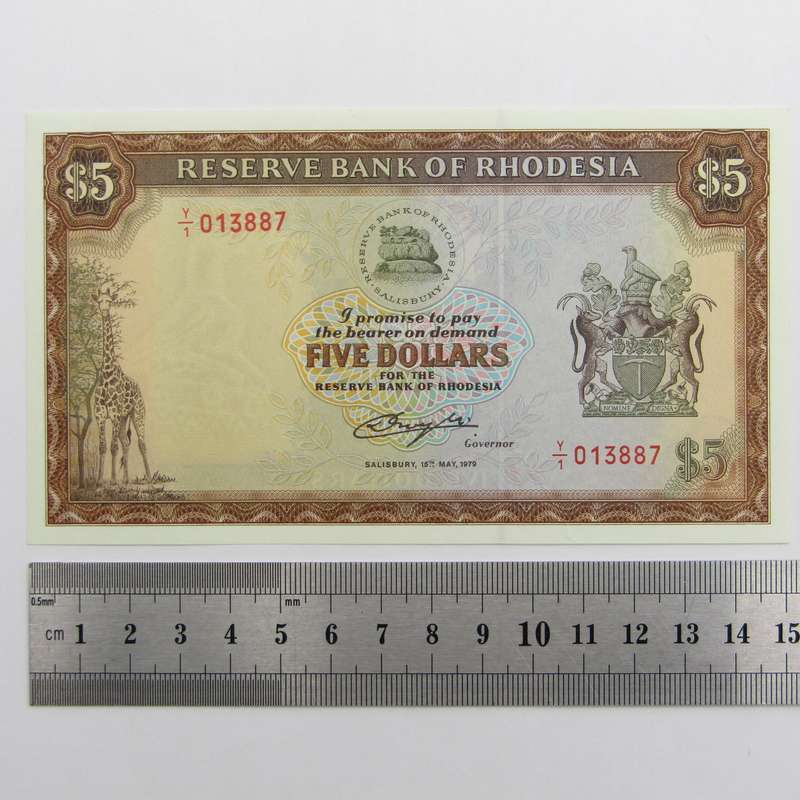 $5 RESERVE BANK OF RHODESIA $5
Y/1 013887
RESERVE BANK OF RHODESIA
SALISBURY
I promise to pay
the bearer on demand
FIVE DOLLARS
FOR THE
RESERVE BANK OF RHODESIA
NOMINE DIGNA
Governor
Y/1 013887 $5
SALISBURY, 15TH MAY, 1979
0.5mm mm
cm 1 2 3 4 5 6 7 8 9 10 11 12 13 14 15